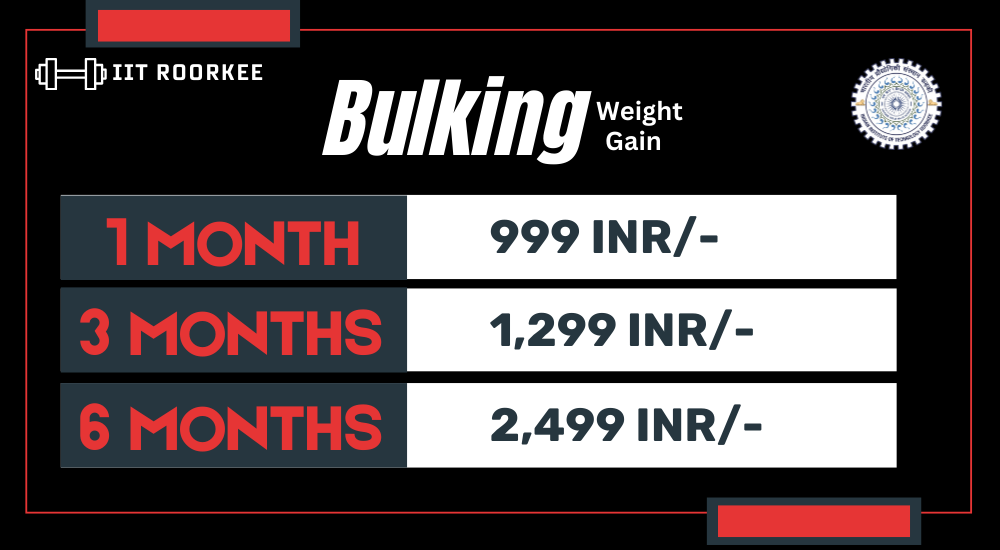 IIT ROORKEE
Bulking
Weight
Gain
1 MONTH
999 INR/-
3 MONTHS
1,299 INR/-
6 MONTHS
2,499 INR/-